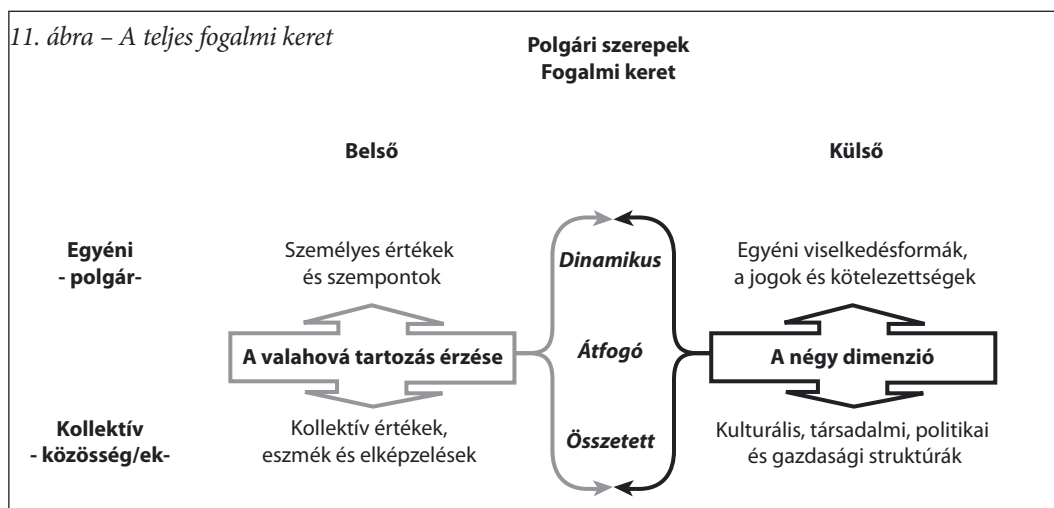 11. ábra – A teljes fogalmi keret
Polgári szerepek
Fogalmi keret
Belső
Külső
Egyéni
- polgár-
Személyes értékek
és szempontok
Dinamikus
Egyéni viselkedésformák,
a jogok és kötelezettségek
A valahová tartozás érzése
Átfogó
A négy dimenzió
Kollektív
- közösség/ek-
Kollektív értékek,
eszmék és elképzelések
Összetett
Kulturális, társadalmi, politikai
és gazdasági struktúrák